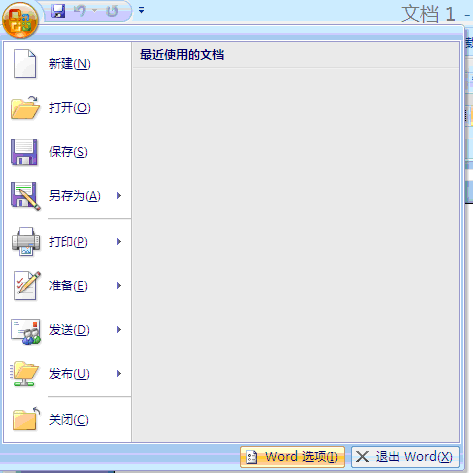 文档 1 -
最近使用的文档
新建(N)
打开(O)
保存(S)
另存为(A)
打印(P)
准备(E)
发送(D)
发布(U)
关闭(C)
Word 选项(I) 退出 Word(X)